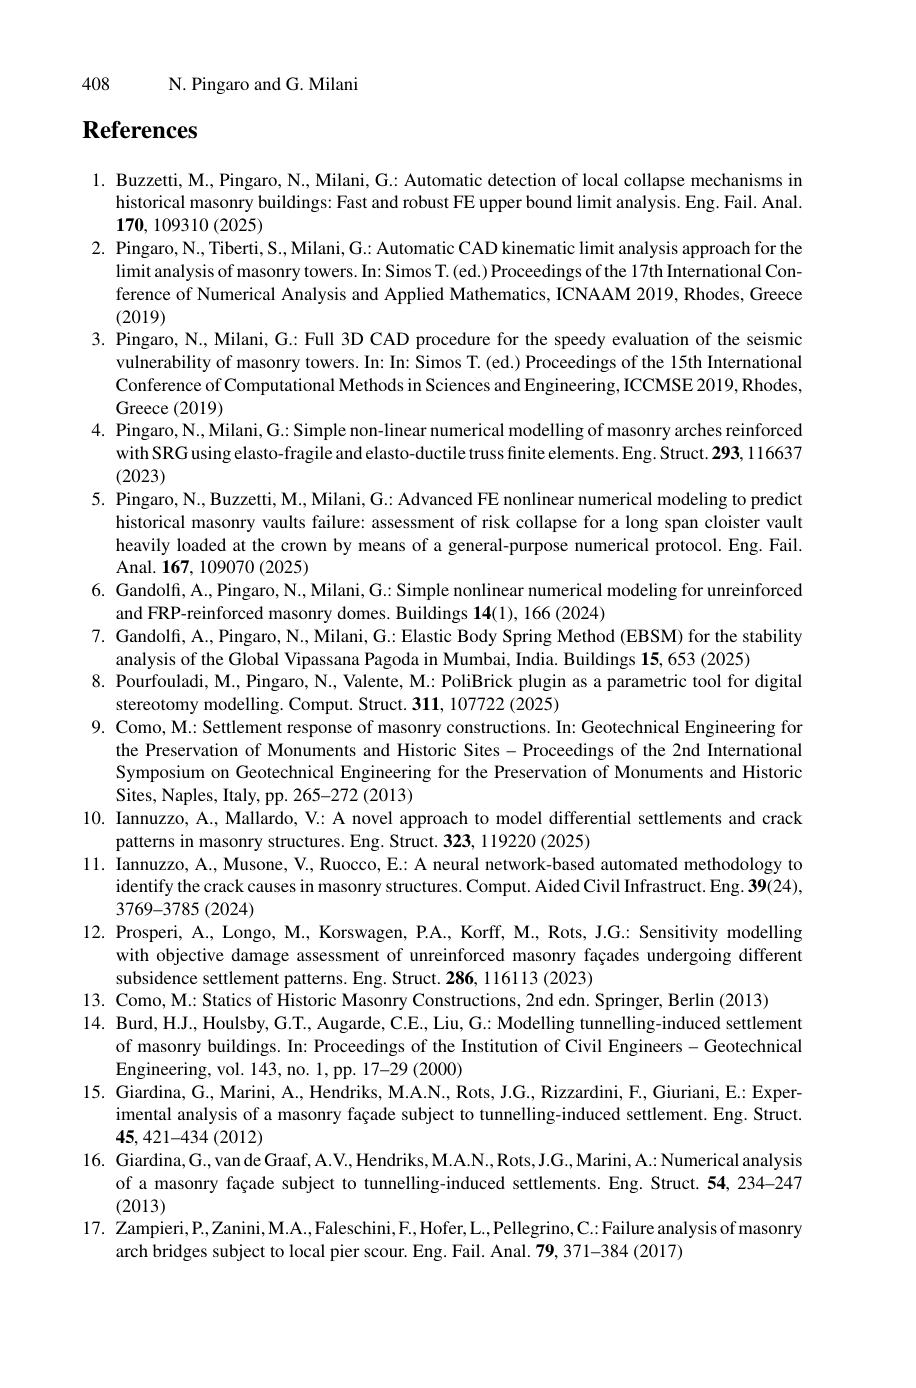 408 N. Pingaro and G. Milani
References
1. Buzzetti, M., Pingaro, N., Milani, G.: Automatic detection of local collapse mechanisms in
historical masonry buildings: Fast and robust FE upper bound limit analysis. Eng. Fail. Anal.
170, 109310 (2025)
2. Pingaro, N., Tiberti, S., Milani, G.: Automatic CAD kinematic limit analysis approach for the
limit analysis of masonry towers. In: Simos T. (ed.) Proceedings of the 17th International Con-
ference of Numerical Analysis and Applied Mathematics, ICNAAM 2019, Rhodes, Greece
(2019)
3. Pingaro, N., Milani, G.: Full 3D CAD procedure for the speedy evaluation of the seismic
vulnerability of masonry towers. In: In: Simos T. (ed.) Proceedings of the 15th International
Conference of Computational Methods in Sciences and Engineering, ICCMSE 2019, Rhodes,
Greece (2019)
4. Pingaro, N., Milani, G.: Simple non-linear numerical modelling of masonry arches reinforced
with SRG using elasto-fragile and elasto-ductile truss finite elements. Eng. Struct. 293, 116637
(2023)
5. Pingaro, N., Buzzetti, M., Milani, G.: Advanced FE nonlinear numerical modeling to predict
historical masonry vaults failure: assessment of risk collapse for a long span cloister vault
heavily loaded at the crown by means of a general-purpose numerical protocol. Eng. Fail.
Anal. 167, 109070 (2025)
6. Gandolfi, A., Pingaro, N., Milani, G.: Simple nonlinear numerical modeling for unreinforced
and FRP-reinforced masonry domes. Buildings 14(1), 166 (2024)
7. Gandolfi, A., Pingaro, N., Milani, G.: Elastic Body Spring Method (EBSM) for the stability
analysis of the Global Vipassana Pagoda in Mumbai, India. Buildings 15, 653 (2025)
8. Pourfouladi, M., Pingaro, N., Valente, M.: PoliBrick plugin as a parametric tool for digital
stereotomy modelling. Comput. Struct. 311, 107722 (2025)
9. Como, M.: Settlement response of masonry constructions. In: Geotechnical Engineering for
the Preservation of Monuments and Historic Sites – Proceedings of the 2nd International
Symposium on Geotechnical Engineering for the Preservation of Monuments and Historic
Sites, Naples, Italy, pp. 265–272 (2013)
10. Iannuzzo, A., Mallardo, V.: A novel approach to model differential settlements and crack
patterns in masonry structures. Eng. Struct. 323, 119220 (2025)
11. Iannuzzo, A., Musone, V., Ruocco, E.: A neural network-based automated methodology to
identify the crack causes in masonry structures. Comput. Aided Civil Infrastruct. Eng. 39(24),
3769–3785 (2024)
12. Prosperi, A., Longo, M., Korswagen, P.A., Korff, M., Rots, J.G.: Sensitivity modelling
with objective damage assessment of unreinforced masonry façades undergoing different
subsidence settlement patterns. Eng. Struct. 286, 116113 (2023)
13. Como, M.: Statics of Historic Masonry Constructions, 2nd edn. Springer, Berlin (2013)
14. Burd, H.J., Houlsby, G.T., Augarde, C.E., Liu, G.: Modelling tunnelling-induced settlement
of masonry buildings. In: Proceedings of the Institution of Civil Engineers – Geotechnical
Engineering, vol. 143, no. 1, pp. 17–29 (2000)
15. Giardina, G., Marini, A., Hendriks, M.A.N., Rots, J.G., Rizzardini, F., Giuriani, E.: Exper-
imental analysis of a masonry façade subject to tunnelling-induced settlement. Eng. Struct.
45, 421–434 (2012)
16. Giardina, G., van de Graaf, A.V., Hendriks, M.A.N., Rots, J.G., Marini, A.: Numerical analysis
of a masonry façade subject to tunnelling-induced settlements. Eng. Struct. 54, 234–247
(2013)
17. Zampieri, P., Zanini, M.A., Faleschini, F., Hofer, L., Pellegrino, C.: Failure analysis of masonry
arch bridges subject to local pier scour. Eng. Fail. Anal. 79, 371–384 (2017)